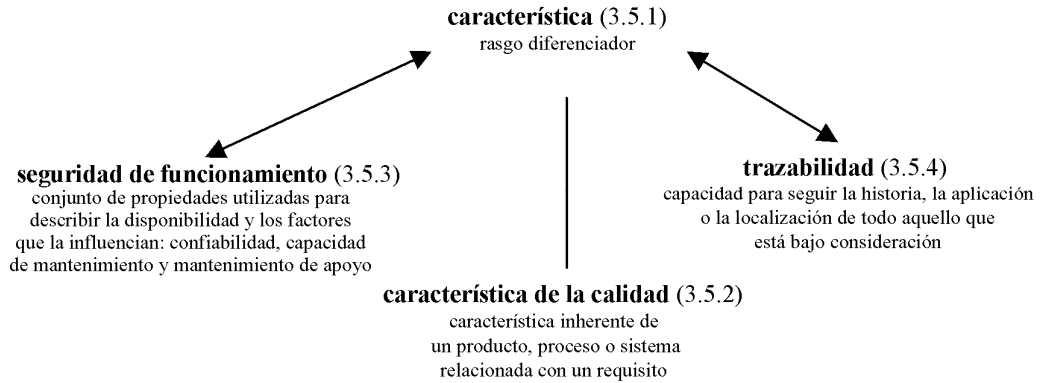 característica (3.5.1)
rasgo diferenciador
seguridad de funcionamiento (3.5.3)
conjunto de propiedades utilizadas para
describir la disponibilidad y los factores
que la influencian: confiabilidad, capacidad
de mantenimiento y mantenimiento de apoyo
trazabilidad (3.5.4)
capacidad para seguir la historia, la aplicación
o la localización de todo aquello que
está bajo consideración
característica de la calidad (3.5.2)
característica inherente de
un producto, proceso o sistema
relacionada con un requisito